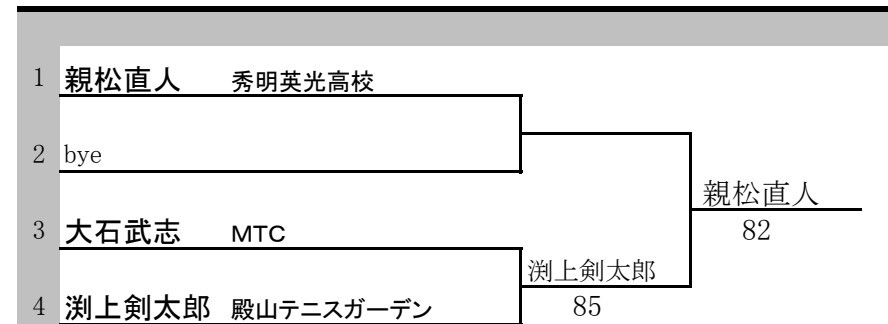 1 親松直人 秀明英光高校
2 bye
親松直人
3 大石武志 MTC
82
渕上剣太郎
4 渕上剣太郎 殿山テニスガーデン
85